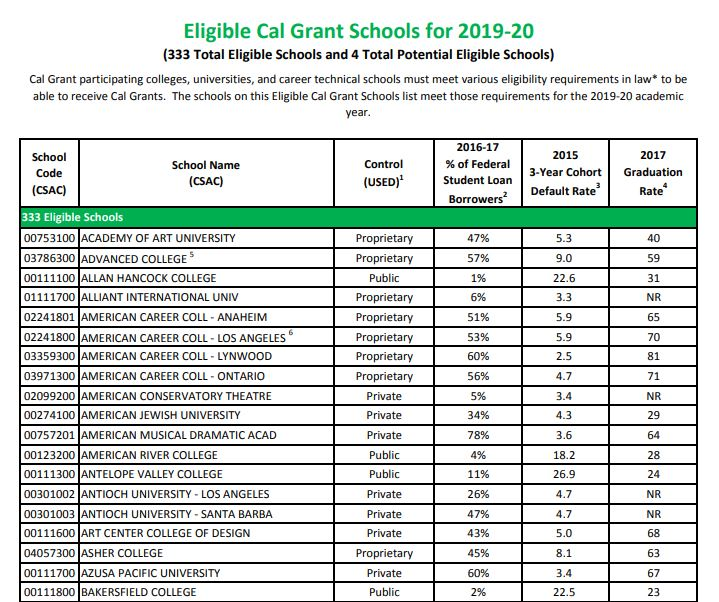 Eligible Cal Grant Schools for 2019-20
(333 Total Eligible Schools and 4 Total Potential Eligible Schools)
Cal Grant participating colleges, universities, and career technical schools must meet various eligibility requirements in law* to be
able to receive Cal Grants. The schools on this Eligible Cal Grant Schools list meet those requirements for the 2019-20 academic
year.
School Code (CSAC) School Name (CSAC) Control (USED)1 2016-17 % of Federal Student Loan Borrowers2 2015 3-Year Cohort Default Rate3 2017 Graduation Rate4
333 Eligible Schools
00753100 ACADEMY OF ART UNIVERSITY Proprietary 47% 5.3 40
03786300 ADVANCED COLLEGE 5 Proprietary 57% 9.0 59
00111100 ALLAN HANCOCK COLLEGE Public 1% 22.6 31
01111700 ALLIANT INTERNATIONAL UNIV Proprietary 6% 3.3 NR
02241801 AMERICAN CAREER COLL - ANAHEIM Proprietary 51% 5.9 65
02241800 AMERICAN CAREER COLL - LOS ANGELES 6 Proprietary 53% 5.9 70
03359300 AMERICAN CAREER COLL - LYNWOOD Proprietary 60% 2.5 81
03971300 AMERICAN CAREER COLL - ONTARIO Proprietary 56% 4.7 71
02099200 AMERICAN CONSERVATORY THEATRE Private 5% 3.4 NR
00274100 AMERICAN JEWISH UNIVERSITY Private 34% 4.3 29
00757201 AMERICAN MUSICAL DRAMATIC ACAD Private 78% 3.6 64
00123200 AMERICAN RIVER COLLEGE Public 4% 18.2 28
00111300 ANTELOPE VALLEY COLLEGE Public 11% 26.9 24
00301002 ANTIOCH UNIVERSITY - LOS ANGELES Private 26% 4.7 NR
00301003 ANTIOCH UNIVERSITY - SANTA BARBA Private 47% 4.7 NR
00111600 ART CENTER COLLEGE OF DESIGN Private 43% 5.0 68
04057300 ASHER COLLEGE Proprietary 45% 8.1 63
00111700 AZUSA PACIFIC UNIVERSITY Private 60% 3.4 67
00111800 BAKERSFIELD COLLEGE Public 2% 22.5 23